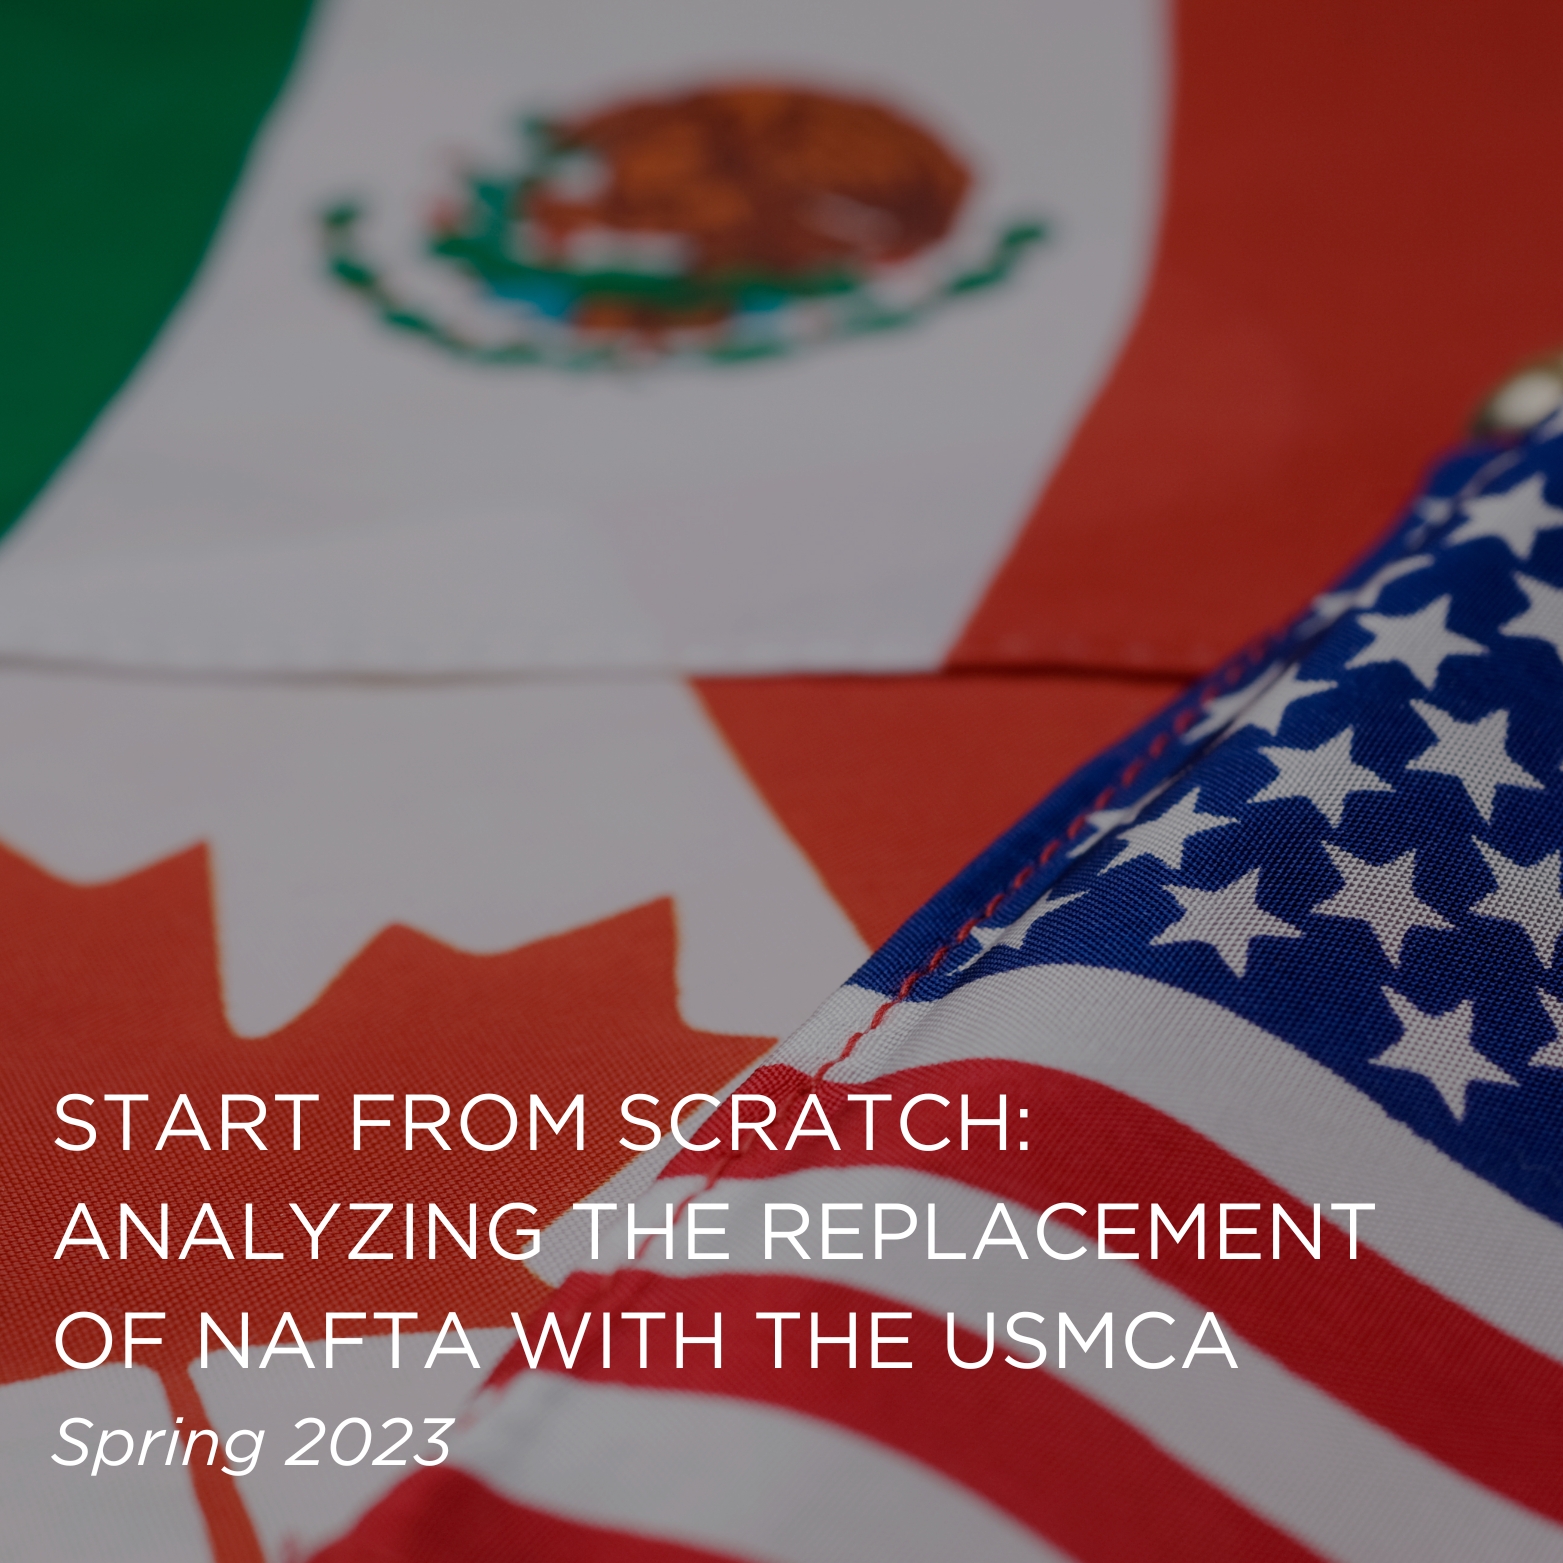 START FROM SCRATCH:
ANALYZING THE REPLACEMENT
OF NAFTA WITH THE USMCA
Spring 2023